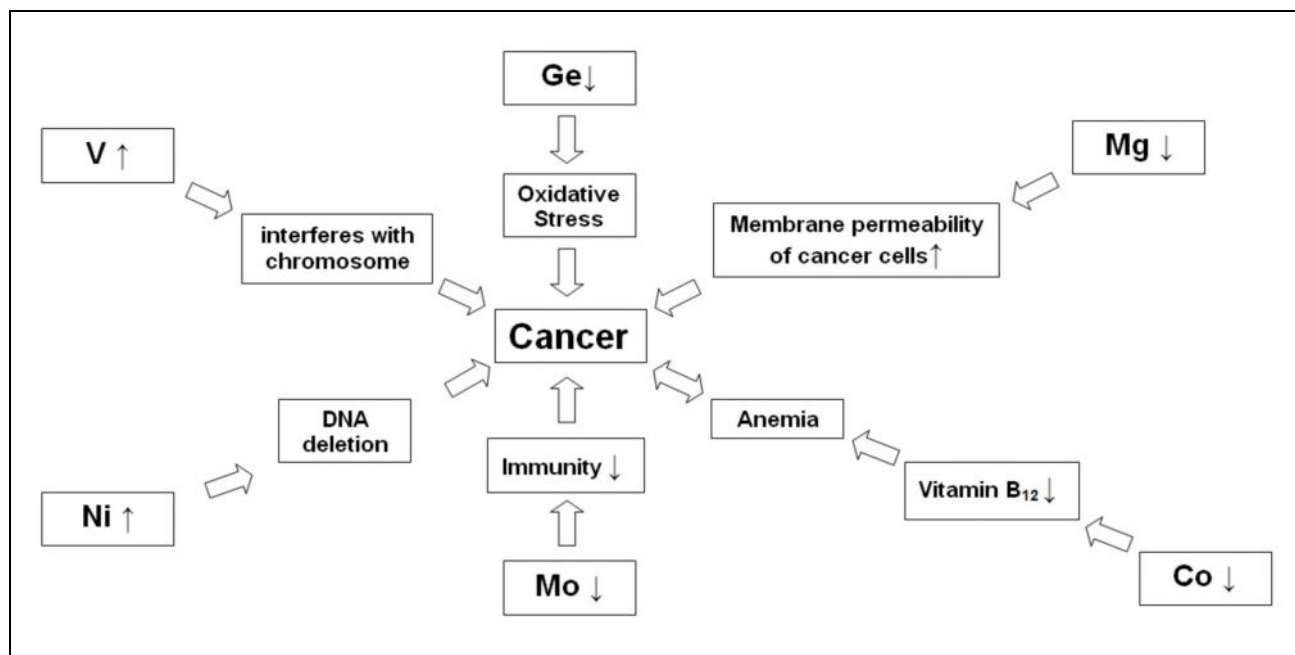 Ge↓
V ↑
Mg ↓
Oxidative
Stress
interferes with
chromosome
Membrane permeability
of cancer cells↑
Cancer
DNA
deletion
Anemia
Immunity ↓
Vitamin B₁₂ ↓
Ni ↑
Mo ↓
Co ↓